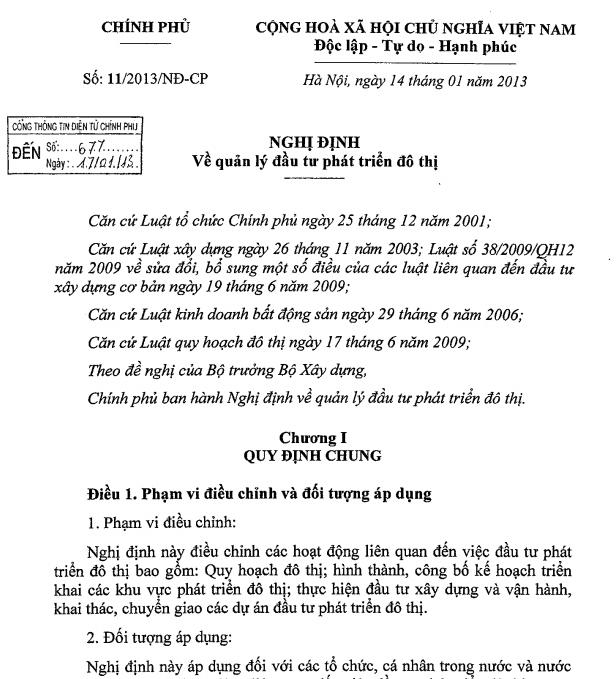 CHÍNH PHỦ
CỘNG HOÀ XÃ HỘI CHỦ NGHĨA VIỆT NAM
Độc lập - Tự do - Hạnh phúc
Số: 11/2013/NĐ-CP
Hà Nội, ngày 14 tháng 01 năm 2013
CỔNG THÔNG TIN ĐIỆN TỬ CHÍNH PHỦ
ĐẾN Số:....677........
Ngày:..17/01/13..
NGHỊ ĐỊNH
Về quản lý đầu tư phát triển đô thị
Căn cứ Luật tổ chức Chính phủ ngày 25 tháng 12 năm 2001;
Căn cứ Luật xây dựng ngày 26 tháng 11 năm 2003; Luật số 38/2009/QH12
năm 2009 về sửa đổi, bổ sung một số điều của các luật liên quan đến đầu tư
xây dựng cơ bản ngày 19 tháng 6 năm 2009;
Căn cứ Luật kinh doanh bất động sản ngày 29 tháng 6 năm 2006;
Căn cứ Luật quy hoạch đô thị ngày 17 tháng 6 năm 2009;
Theo đề nghị của Bộ trưởng Bộ Xây dựng,
Chính phủ ban hành Nghị định về quản lý đầu tư phát triển đô thị.
Chương I
QUY ĐỊNH CHUNG
Điều 1. Phạm vi điều chỉnh và đối tượng áp dụng
1. Phạm vi điều chỉnh:
Nghị định này điều chỉnh các hoạt động liên quan đến việc đầu tư phát
triển đô thị bao gồm: Quy hoạch đô thị; hình thành, công bố kế hoạch triển
khai các khu vực phát triển đô thị; thực hiện đầu tư xây dựng và vận hành,
khai thác, chuyển giao các dự án đầu tư phát triển đô thị.
2. Đối tượng áp dụng:
Nghị định này áp dụng đối với các tổ chức, cá nhân trong nước và nước